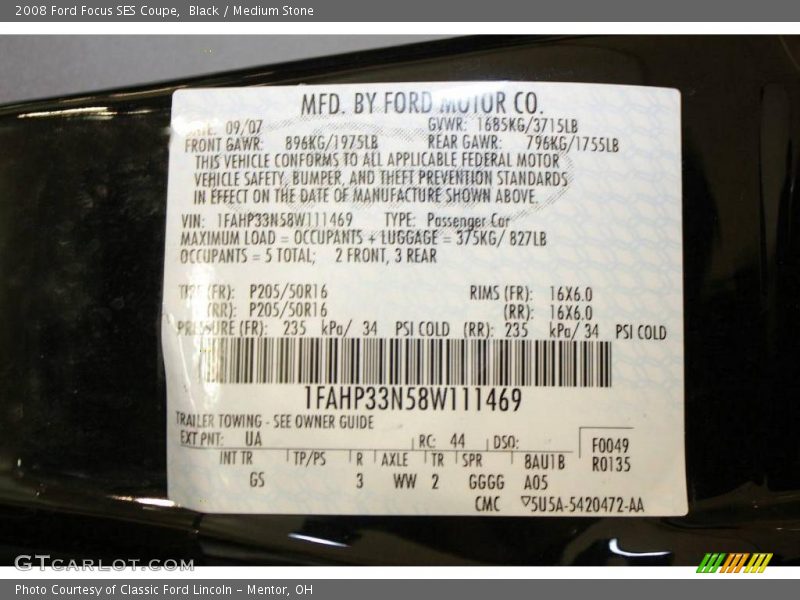 2008 Ford Focus SES Coupe,  Black / Medium Stone
MFD. BY FORD MOTOR CO.
DATE: 09/07 GVWR: 1685KG/3715LB
FRONT GAWR: 896KG/1975LB REAR GAWR: 796KG/1755LB
THIS VEHICLE CONFORMS TO ALL APPLICABLE FEDERAL MOTOR
VEHICLE SAFETY, BUMPER, AND THEFT PREVENTION STANDARDS
IN EFFECT ON THE DATE OF MANUFACTURE SHOWN ABOVE.
VIN: 1FAHP33N58W111469 TYPE: Passenger Car
MAXIMUM LOAD = OCCUPANTS + LUGGAGE = 375KG/ 827LB
OCCUPANTS = 5 TOTAL; 2 FRONT, 3 REAR
TIRE (FR): P205/50R16 RIMS (FR): 16X6.0
(RR): P205/50R16 (RR): 16X6.0
PRESSURE (FR): 235 kPa/ 34 PSI COLD (RR): 235 kPa/ 34 PSI COLD
1FAHP33N58W111469
TRAILER TOWING - SEE OWNER GUIDE
EXT PNT: UA RC: 44 DSO: F0049
INT TR TP/PS R AXLE TR SPR 8AU1B R0135
GS 3 WW 2 GGGG A05
CMC ▽5U5A-5420472-AA
GTcarlot.com
Photo Courtesy of Classic Ford Lincoln - Mentor, OH